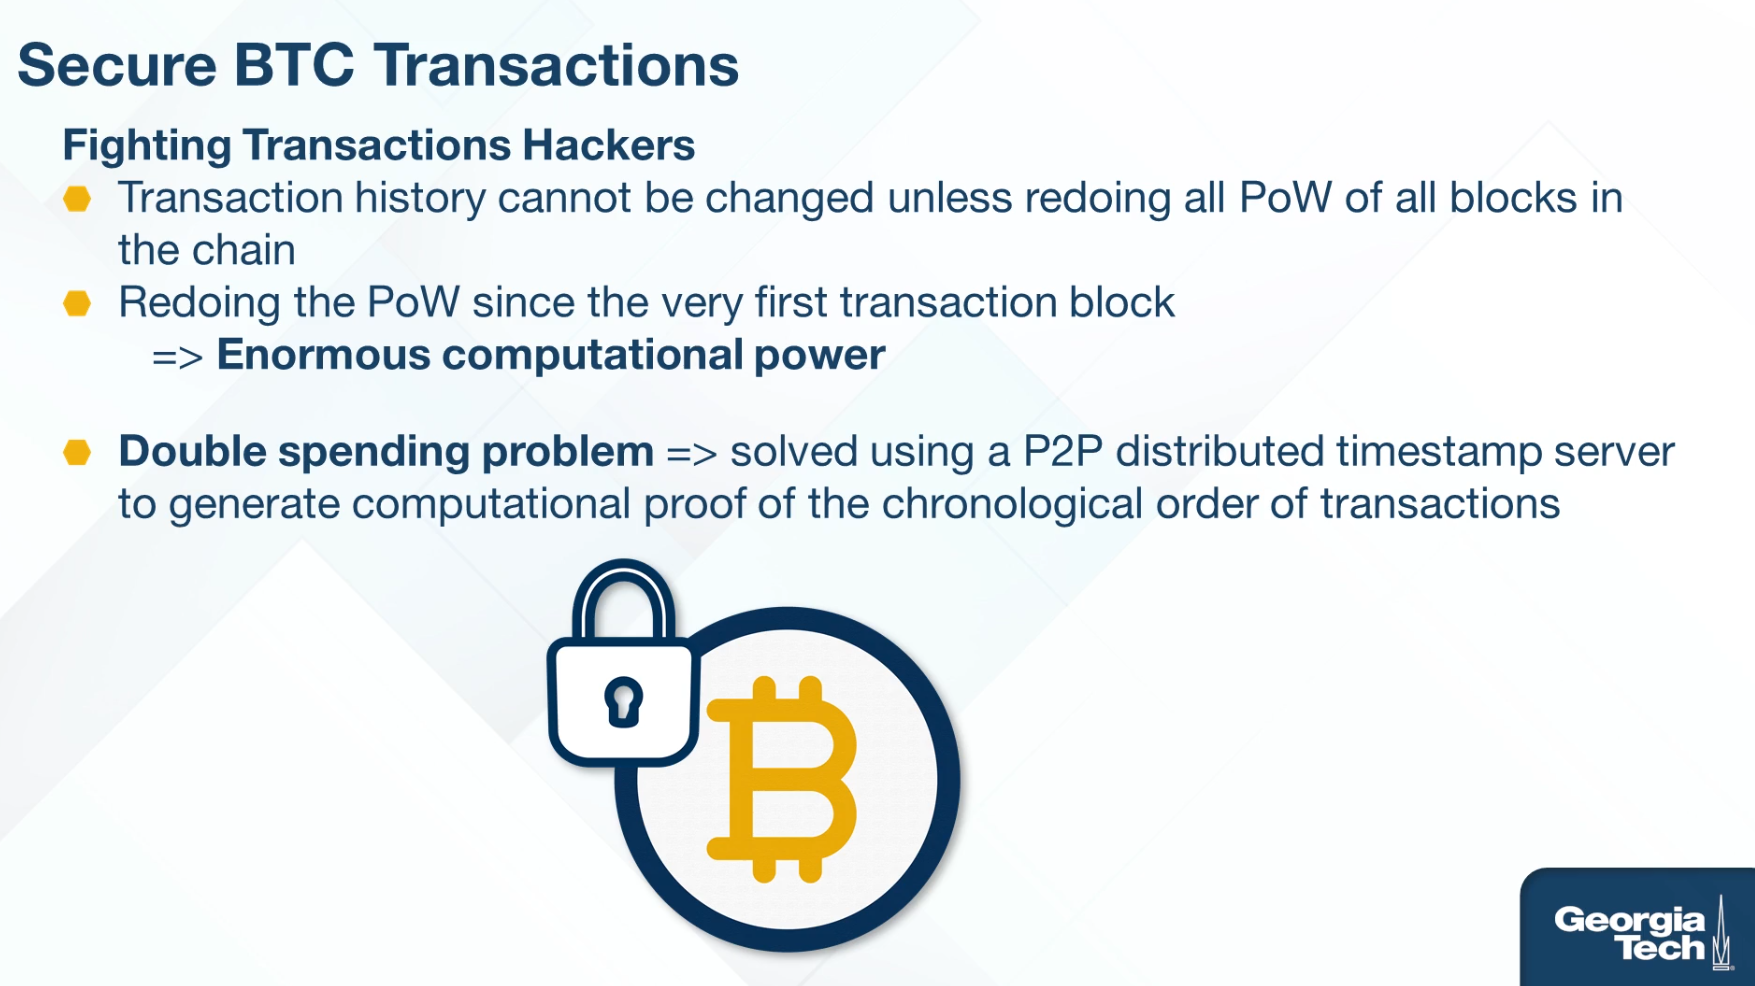 Secure BTC Transactions
Fighting Transactions Hackers
Transaction history cannot be changed unless redoing all PoW of all blocks in
the chain
Redoing the PoW since the very first transaction block
=> Enormous computational power
Double spending problem => solved using a P2P distributed timestamp server
to generate computational proof of the chronological order of transactions
Georgia
Tech